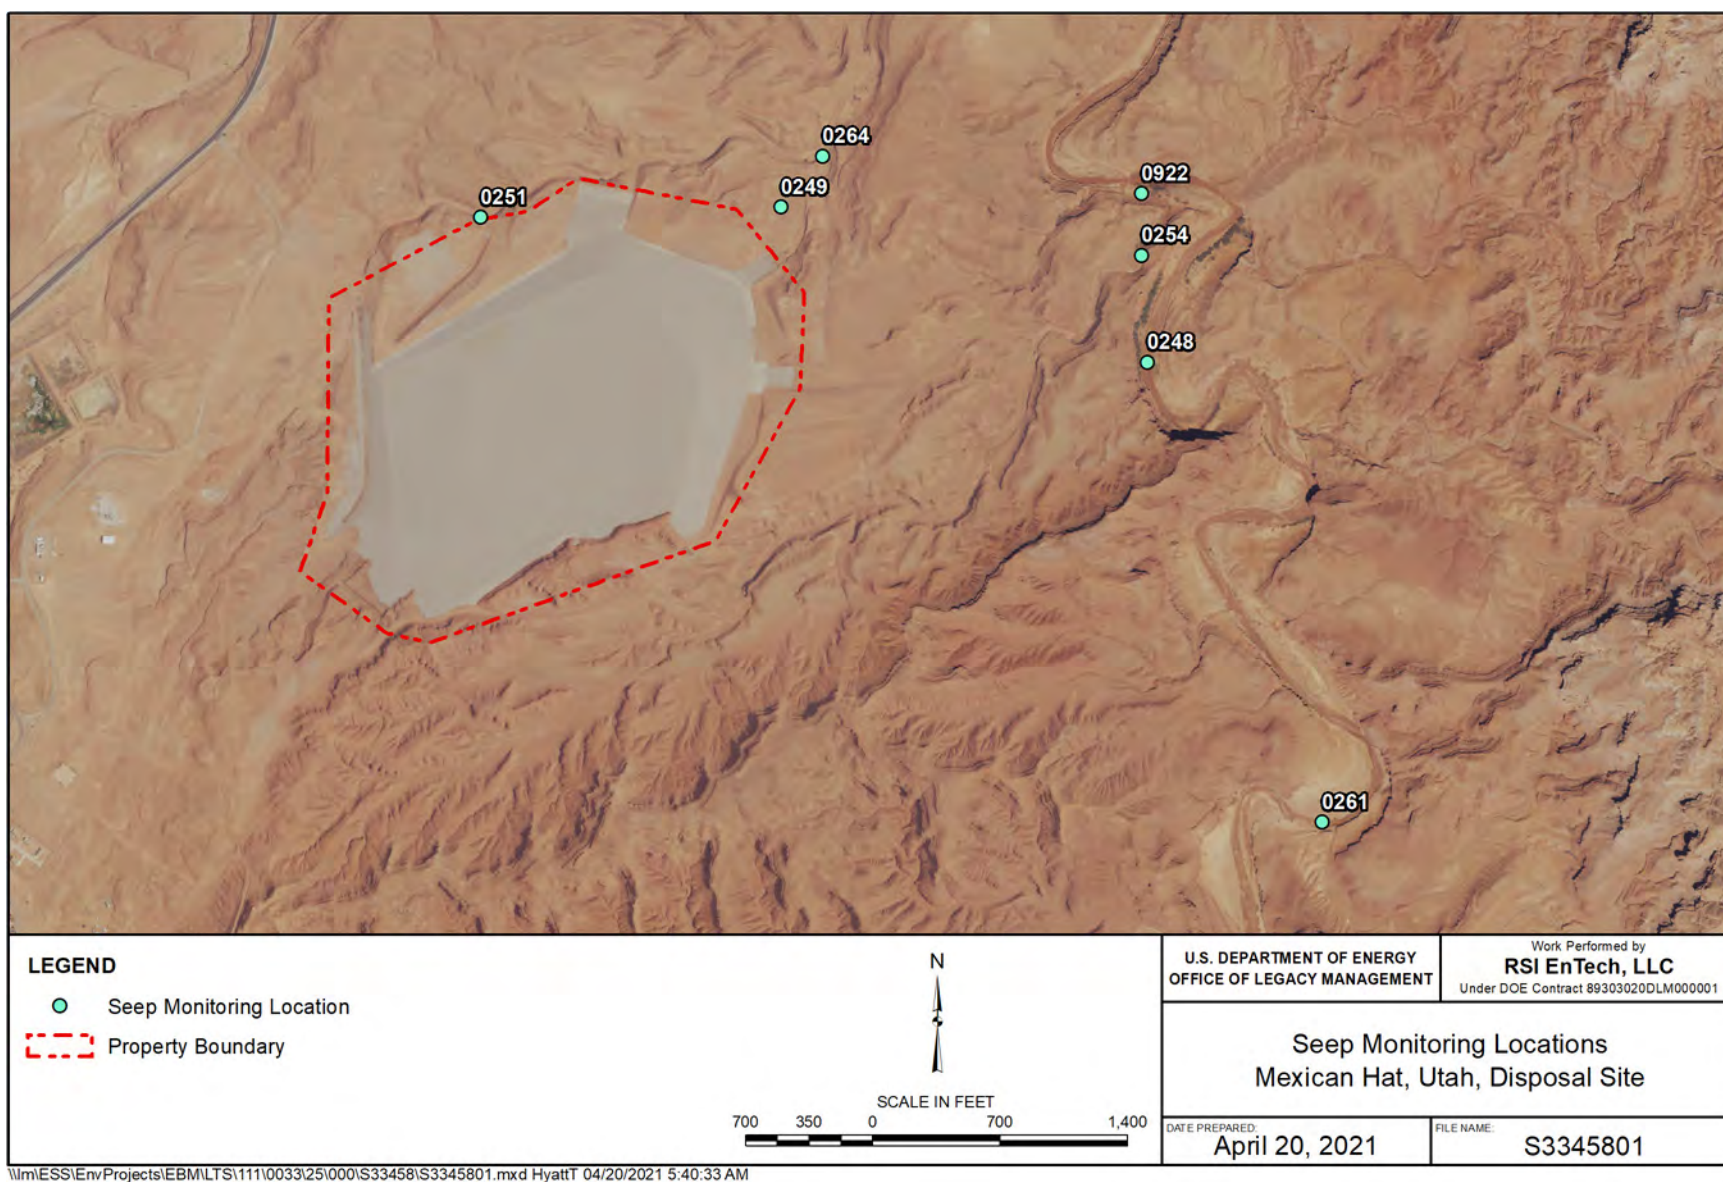 0264
0251
0249
0922
0254
0248
0261
LEGEND
Seep Monitoring Location
Property Boundary
N
SCALE IN FEET
700 350 0 700 1,400
U.S. DEPARTMENT OF ENERGY
OFFICE OF LEGACY MANAGEMENT
Work Performed by
RSI EnTech, LLC
Under DOE Contract 89303020DLM000001
Seep Monitoring Locations
Mexican Hat, Utah, Disposal Site
DATE PREPARED:
April 20, 2021
FILE NAME:
S3345801
\\lm\ESS\EnvProjects\EBM\LTS\111\0033\25\000\S33458\S3345801.mxd HyattT 04/20/2021 5:40:33 AM